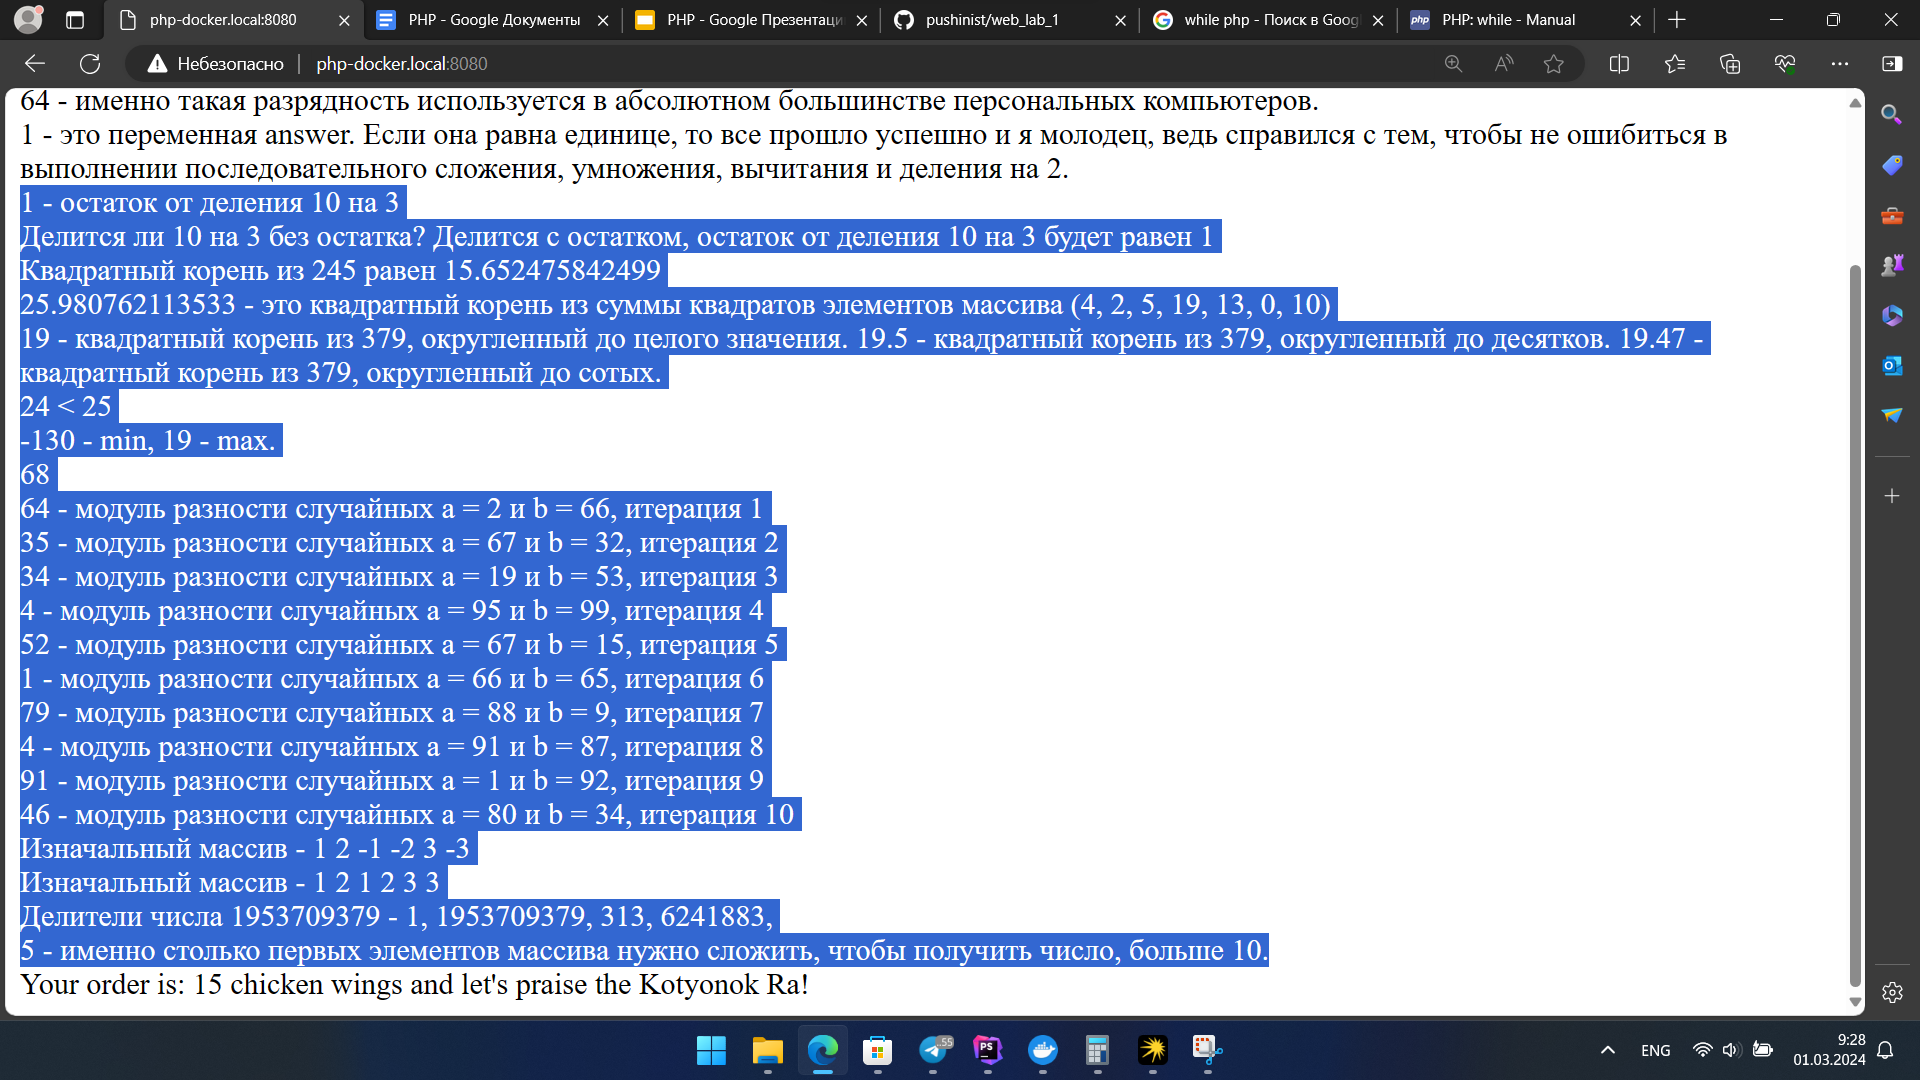 php-docker.local:8080
PHP - Google Документы
PHP - Google Презентаци
pushinist/web_lab_1
while php - Поиск в Goog
PHP: while - Manual
Небезопасно
php-docker.local:8080
64 - именно такая разрядность используется в абсолютном большинстве персональных компьютеров.
1 - это переменная answer. Если она равна единице, то все прошло успешно и я молодец, ведь справился с тем, чтобы не ошибиться в
выполнении последовательного сложения, умножения, вычитания и деления на 2.
1 - остаток от деления 10 на 3
Делится ли 10 на 3 без остатка? Делится с остатком, остаток от деления 10 на 3 будет равен 1
Квадратный корень из 245 равен 15.652475842499
25.980762113533 - это квадратный корень из суммы квадратов элементов массива (4, 2, 5, 19, 13, 0, 10)
19 - квадратный корень из 379, округленный до целого значения. 19.5 - квадратный корень из 379, округленный до десятков. 19.47 -
квадратный корень из 379, округленный до сотых.
24 < 25
-130 - min, 19 - max.
68
64 - модуль разности случайных a = 2 и b = 66, итерация 1
35 - модуль разности случайных a = 67 и b = 32, итерация 2
34 - модуль разности случайных a = 19 и b = 53, итерация 3
4 - модуль разности случайных a = 95 и b = 99, итерация 4
52 - модуль разности случайных a = 67 и b = 15, итерация 5
1 - модуль разности случайных a = 66 и b = 65, итерация 6
79 - модуль разности случайных a = 88 и b = 9, итерация 7
4 - модуль разности случайных a = 91 и b = 87, итерация 8
91 - модуль разности случайных a = 1 и b = 92, итерация 9
46 - модуль разности случайных a = 80 и b = 34, итерация 10
Изначальный массив - 1 2 -1 -2 3 -3
Изначальный массив - 1 2 1 2 3 3
Делители числа 1953709379 - 1, 1953709379, 313, 6241883,
5 - именно столько первых элементов массива нужно сложить, чтобы получить число, больше 10.
Your order is: 15 chicken wings and let's praise the Kotyonok Ra!
ENG
9:28
01.03.2024